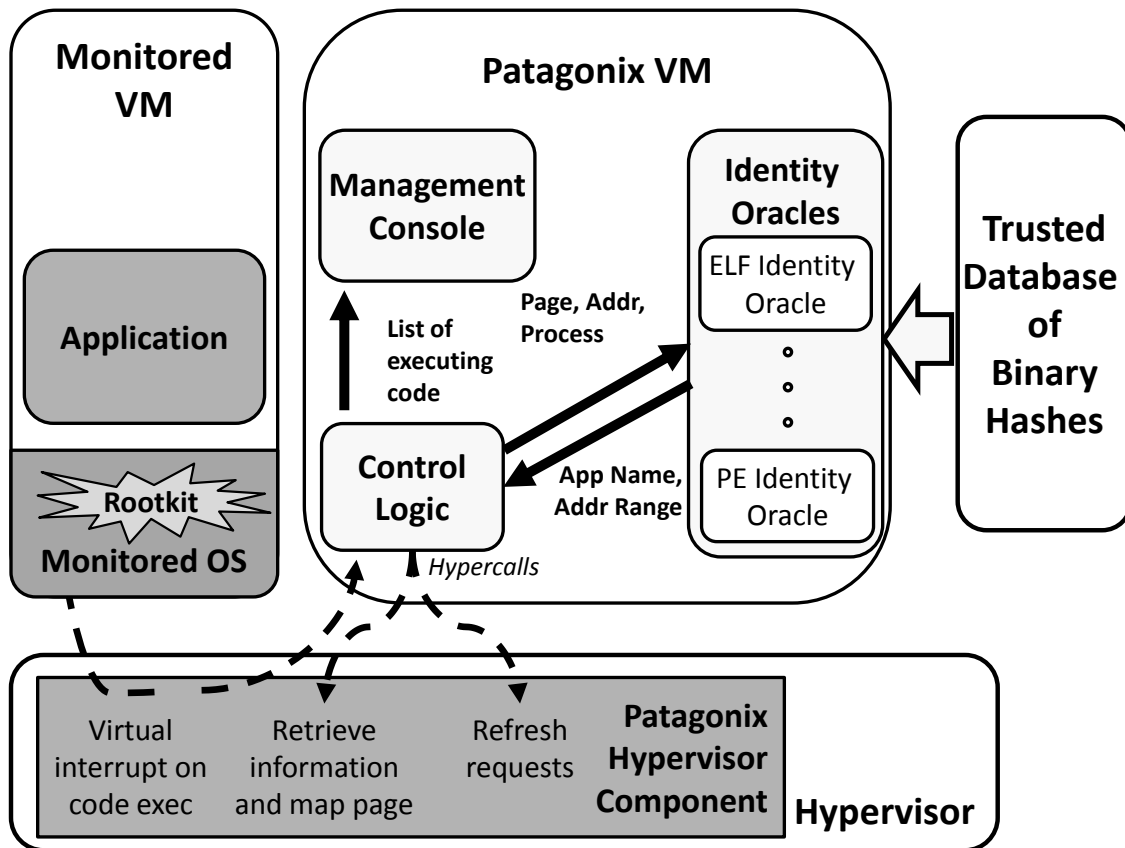 Monitored
VM
Application
Rootkit
Monitored OS
Patagonix VM
Management
Console
List of
executing
code
Page, Addr,
Process
Control
Logic
App Name,
Addr Range
Hypercalls
Identity
Oracles
ELF Identity
Oracle
PE Identity
Oracle
Trusted
Database
of
Binary
Hashes
Virtual
interrupt on
code exec
Retrieve
information
and map page
Refresh
requests
Patagonix
Hypervisor
Component
Hypervisor